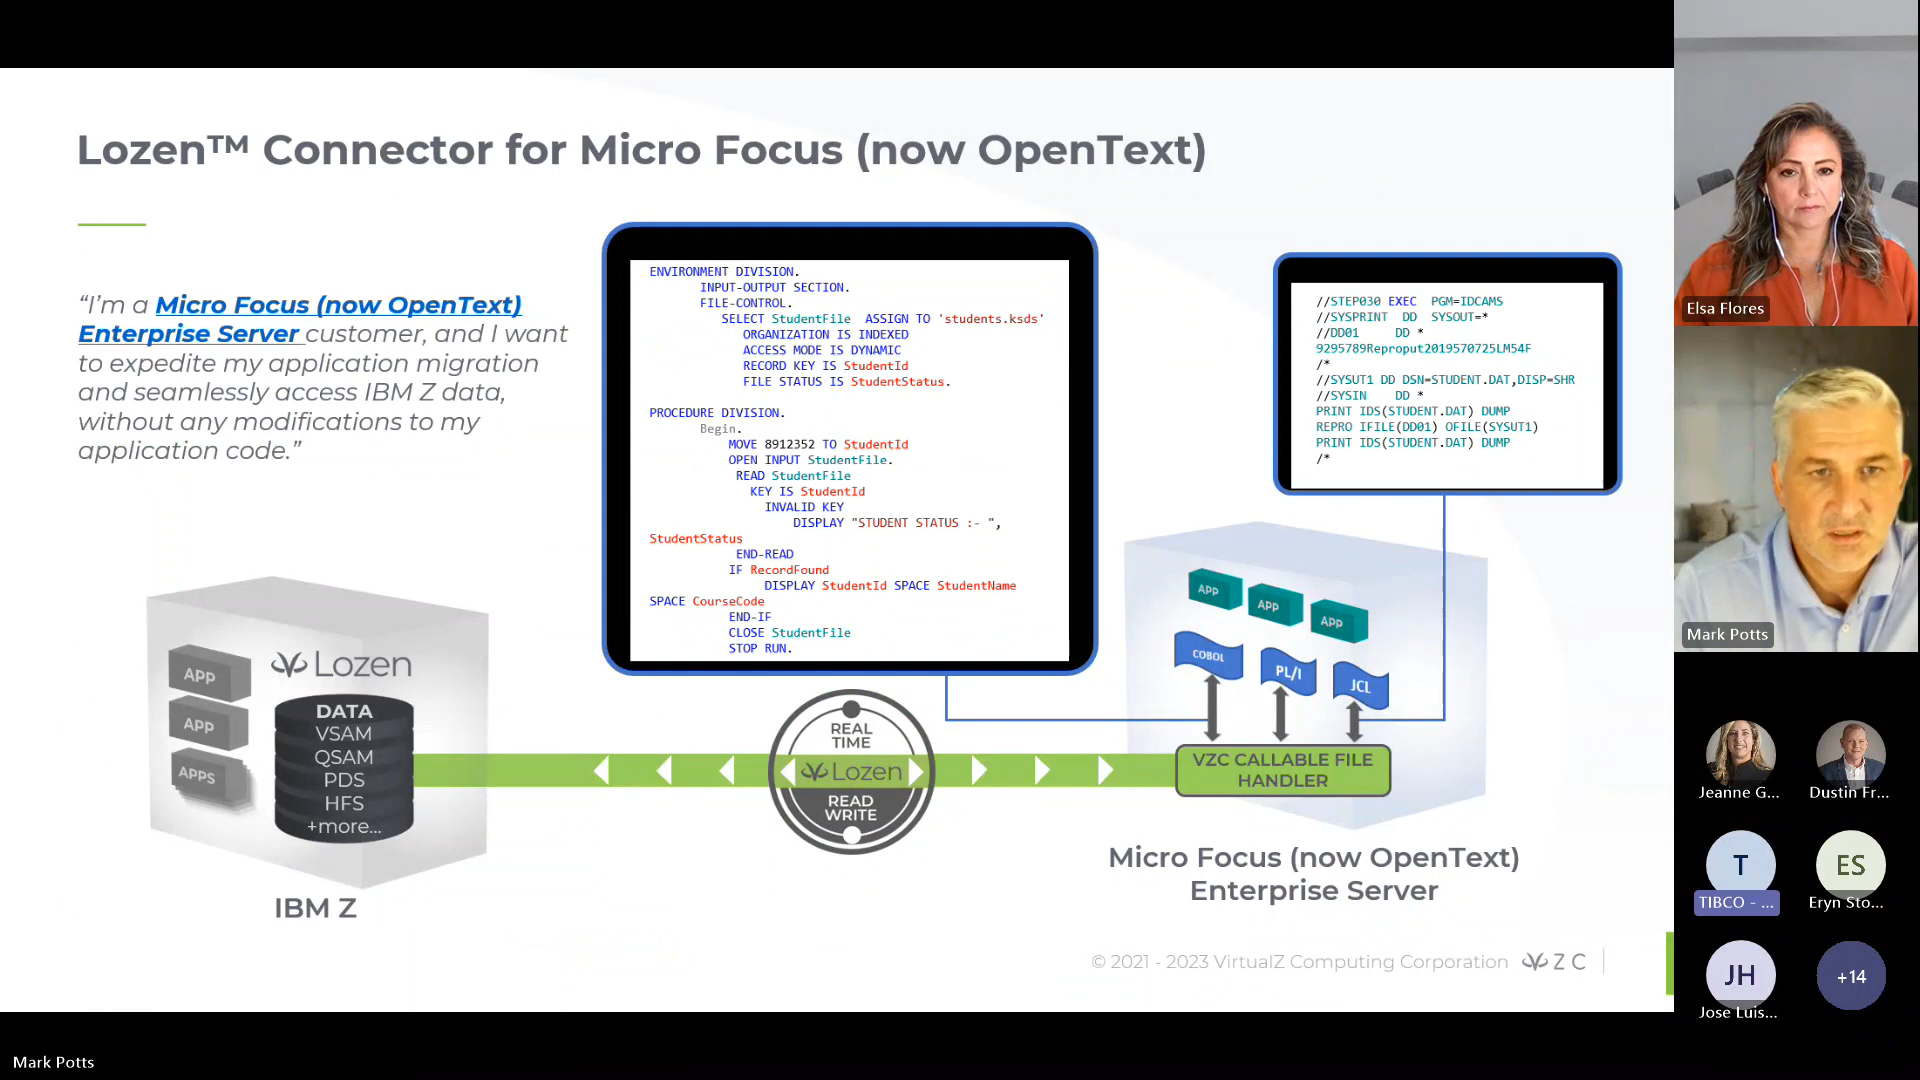 Lozen™ Connector for Micro Focus (now OpenText)
“I’m a Micro Focus (now OpenText)
Enterprise Server customer, and I want
to expedite my application migration
and seamlessly access IBM Z data,
without any modifications to my
application code.”
ENVIRONMENT DIVISION.
INPUT-OUTPUT SECTION.
FILE-CONTROL.
SELECT StudentFile ASSIGN TO 'students.ksds'
ORGANIZATION IS INDEXED
ACCESS MODE IS DYNAMIC
RECORD KEY IS StudentId
FILE STATUS IS StudentStatus.
PROCEDURE DIVISION.
Begin.
MOVE 8912352 TO StudentId
OPEN INPUT StudentFile.
READ StudentFile
KEY IS StudentId
INVALID KEY
DISPLAY "STUDENT STATUS :- ",
StudentStatus
END-READ
IF RecordFound
DISPLAY StudentId SPACE StudentName
SPACE CourseCode
END-IF
CLOSE StudentFile
STOP RUN.
//STEP030 EXEC PGM=IDCAMS
//SYSPRINT DD SYSOUT=*
//DD01 DD *
9295789Reproput2019570725LM54F
/*
//SYSUT1 DD DSN=STUDENT.DAT,DISP=SHR
//SYSIN DD *
PRINT IDS(STUDENT.DAT) DUMP
REPRO IFILE(DD01) OFILE(SYSUT1)
PRINT IDS(STUDENT.DAT) DUMP
/*
APP
APP
APPS
Lozen
DATA
VSAM
QSAM
PDS
HFS
+more...
IBM Z
REAL
TIME
Lozen
READ
WRITE
APP
APP
APP
COBOL
PL/I
JCL
VZC CALLABLE FILE
HANDLER
Micro Focus (now OpenText)
Enterprise Server
© 2021 - 2023 VirtualZ Computing Corporation
VZC
Elsa Flores
Mark Potts
Jeanne G...
Dustin Fr...
T
TIBCO - ...
ES
Eryn Sto...
JH
Jose Luis...
+14
Mark Potts